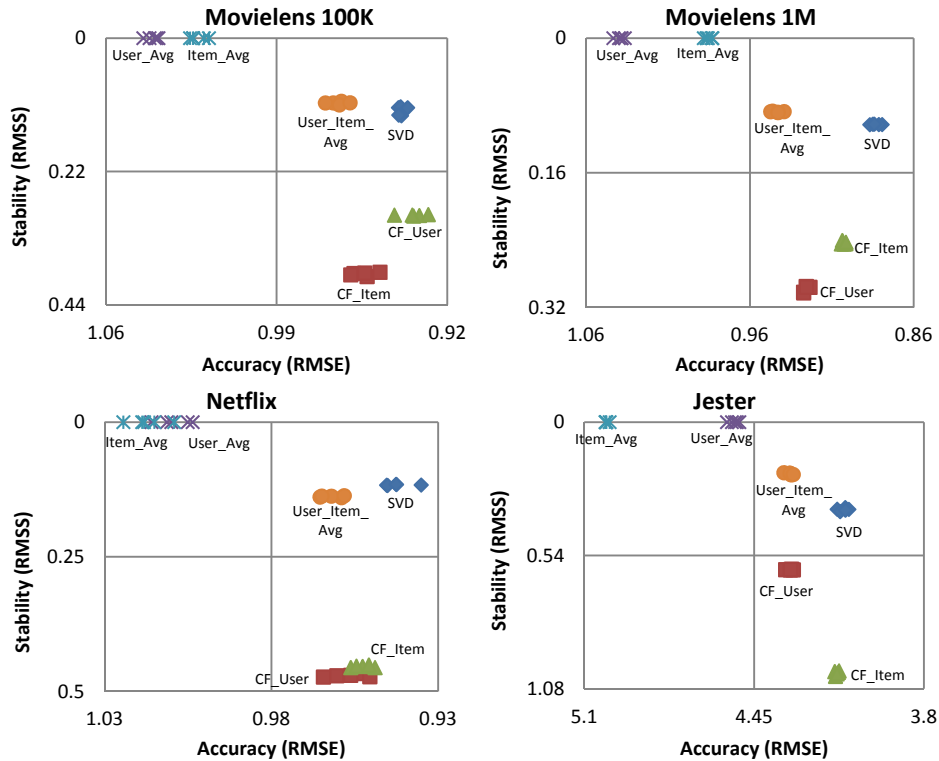 Movielens 100K
0
User_Avg
Item_Avg
User_Item_
Avg
SVD
0.22
CF_User
CF_Item
0.44
1.06
0.99
0.92
Stability (RMSS)
Accuracy (RMSE)
Movielens 1M
0
User_Avg
Item_Avg
User_Item_
Avg
SVD
0.16
CF_Item
CF_User
0.32
1.06
0.96
0.86
Stability (RMSS)
Accuracy (RMSE)
Netflix
0
Item_Avg
User_Avg
User_Item_
Avg
SVD
0.25
CF_Item
CF_User
0.5
1.03
0.98
0.93
Stability (RMSS)
Accuracy (RMSE)
Jester
0
Item_Avg
User_Avg
User_Item_
Avg
SVD
0.54
CF_User
CF_Item
1.08
5.1
4.45
3.8
Stability (RMSS)
Accuracy (RMSE)